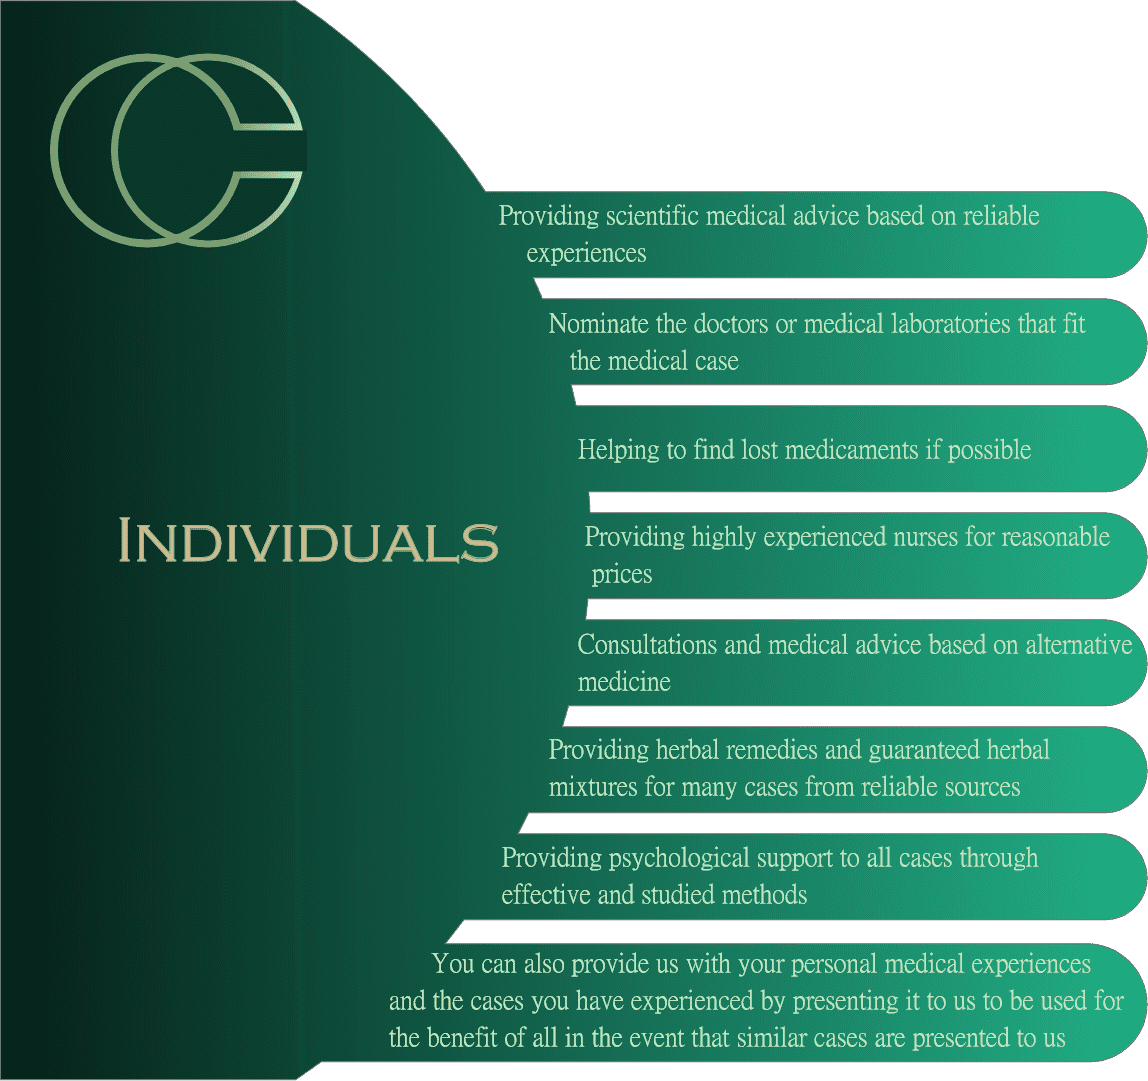 Providing scientific medical advice based on reliable
experiences
Nominate the doctors or medical laboratories that fit
the medical case
Helping to find lost medicaments if possible
Individuals
Providing highly experienced nurses for reasonable
prices
Consultations and medical advice based on alternative
medicine
Providing herbal remedies and guaranteed herbal
mixtures for many cases from reliable sources
Providing psychological support to all cases through
effective and studied methods
You can also provide us with your personal medical experiences
and the cases you have experienced by presenting it to us to be used for
the benefit of all in the event that similar cases are presented to us